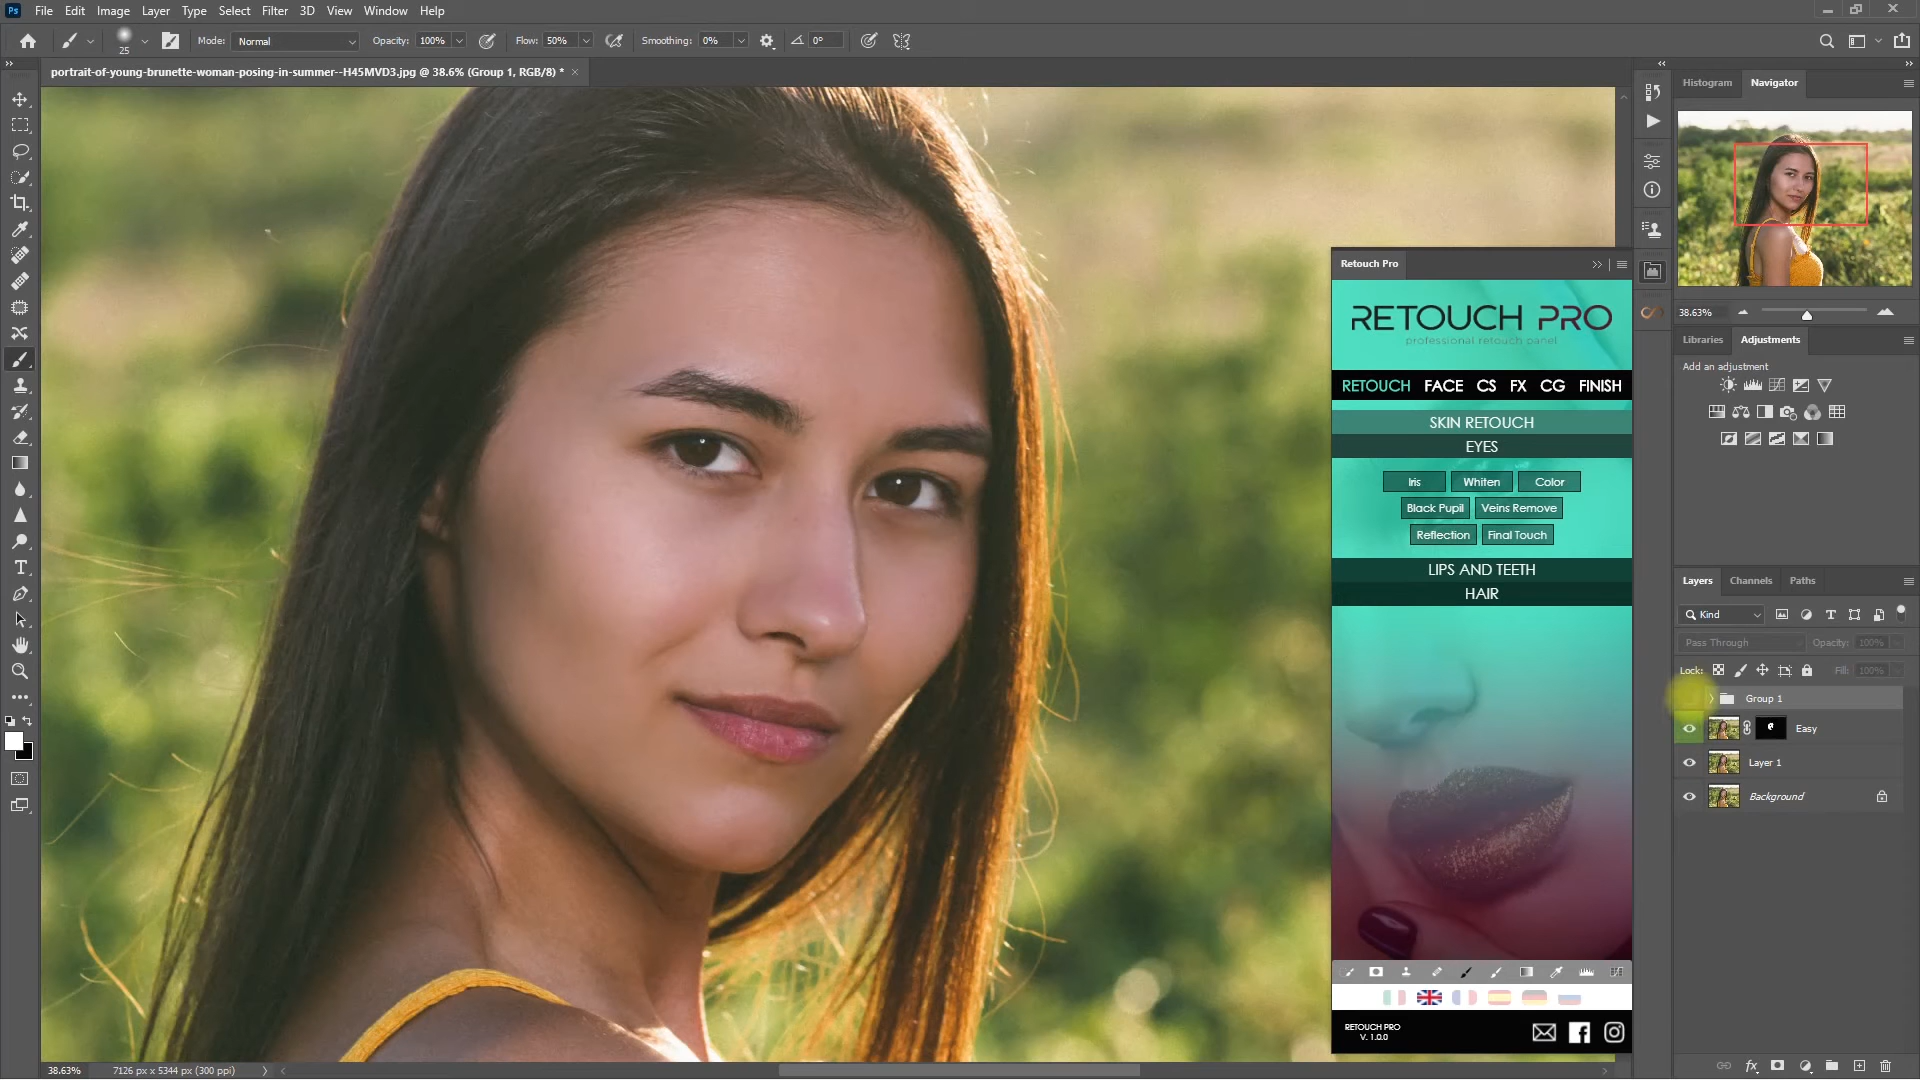 Ps File Edit Image Layer Type Select Filter 3D View Window Help
25 Mode: Normal Opacity: 100% Flow: 50% Smoothing: 0% 0°
portrait-of-young-brunette-woman-posing-in-summer--H45MVD3.jpg @ 38.6% (Group 1, RGB/8) *
Histogram Navigator
38.63%
Libraries Adjustments
Add an adjustment
Retouch Pro
RETOUCH PRO
professional retouch panel
RETOUCH FACE CS FX CG FINISH
SKIN RETOUCH
EYES
Iris Whiten Color
Black Pupil Veins Remove
Reflection Final Touch
LIPS AND TEETH
HAIR
RETOUCH PRO
V. 1.0.0
Layers Channels Paths
Kind
Pass Through Opacity: 100%
Lock: Fill: 100%
Group 1
Easy
Layer 1
Background
38.63% 7126 px x 5344 px (300 ppi)